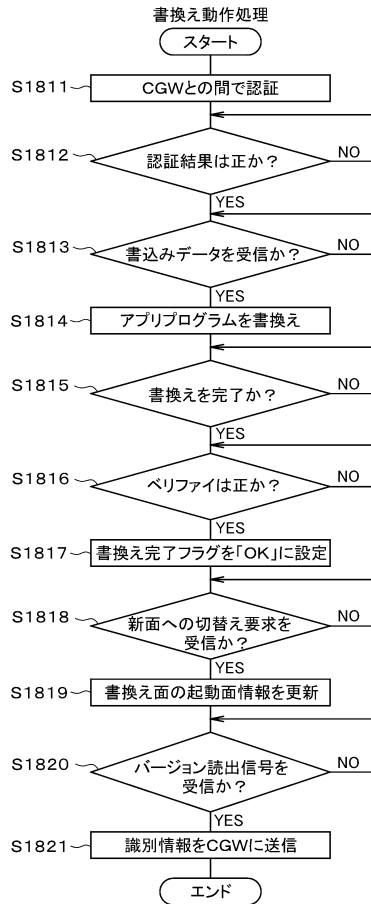 書換え動作処理
スタート
S1811
CGWとの間で認証
S1812
認証結果は正か?
NO
YES
S1813
書込みデータを受信か?
NO
YES
S1814
アプリプログラムを書換え
S1815
書換えを完了か?
NO
YES
S1816
ベリファイは正か?
NO
YES
S1817
書換え完了フラグを「OK」に設定
S1818
新面への切替え要求を
受信か?
NO
YES
S1819
書換え面の起動面情報を更新
S1820
バージョン読出信号を
受信か?
NO
YES
S1821
識別情報をCGWに送信
エンド